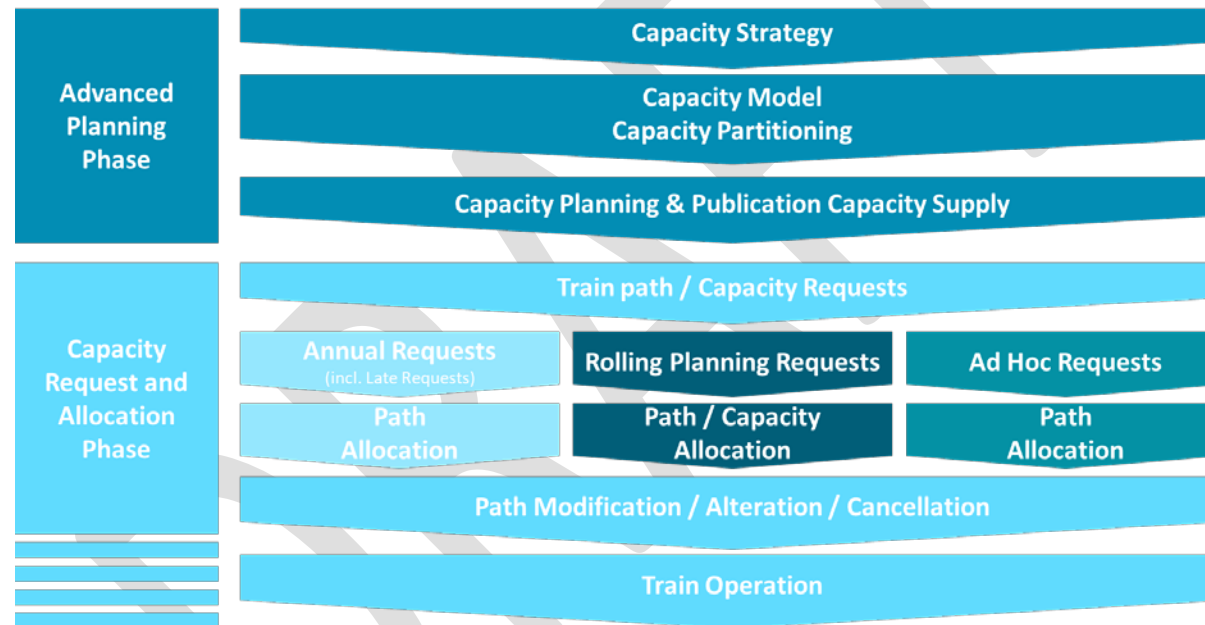 Advanced
Planning
Phase
Capacity Strategy
Capacity Model
Capacity Partitioning
Capacity Planning & Publication Capacity Supply
Capacity
Request and
Allocation
Phase
Train path / Capacity Requests
Annual Requests
(incl. Late Requests)
Rolling Planning Requests
Ad Hoc Requests
Path
Allocation
Path / Capacity
Allocation
Path
Allocation
Path Modification / Alteration / Cancellation
Train Operation